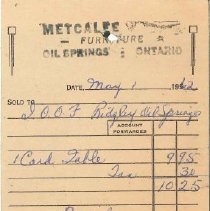 METCALFE
FURNITURE
OIL SPRINGS ONTARIO
DATE, May 1 1962
SOLD TO I.O.O.F Ridgley Oil Springs
ACCOUNT FORWARDED
1 Card Table 9 95
Tax 30
10 25